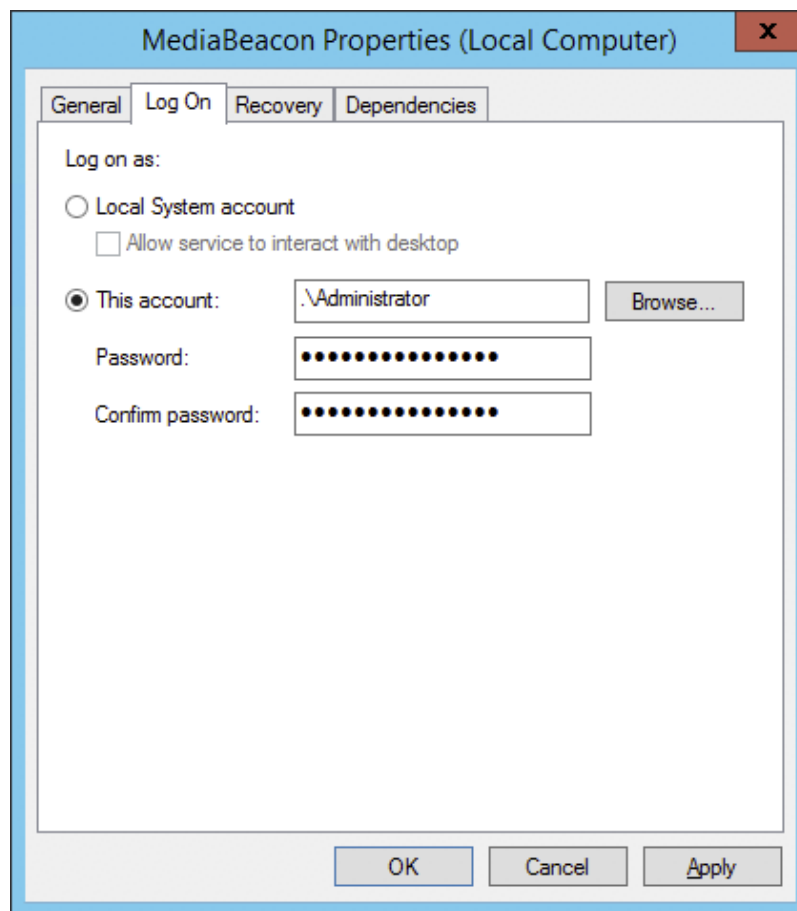 MediaBeacon Properties (Local Computer)
x
General Log On Recovery Dependencies
Log on as:
Local System account
Allow service to interact with desktop
This account: .\Administrator Browse...
Password: •••••••••••••••
Confirm password: •••••••••••••••
OK Cancel Apply